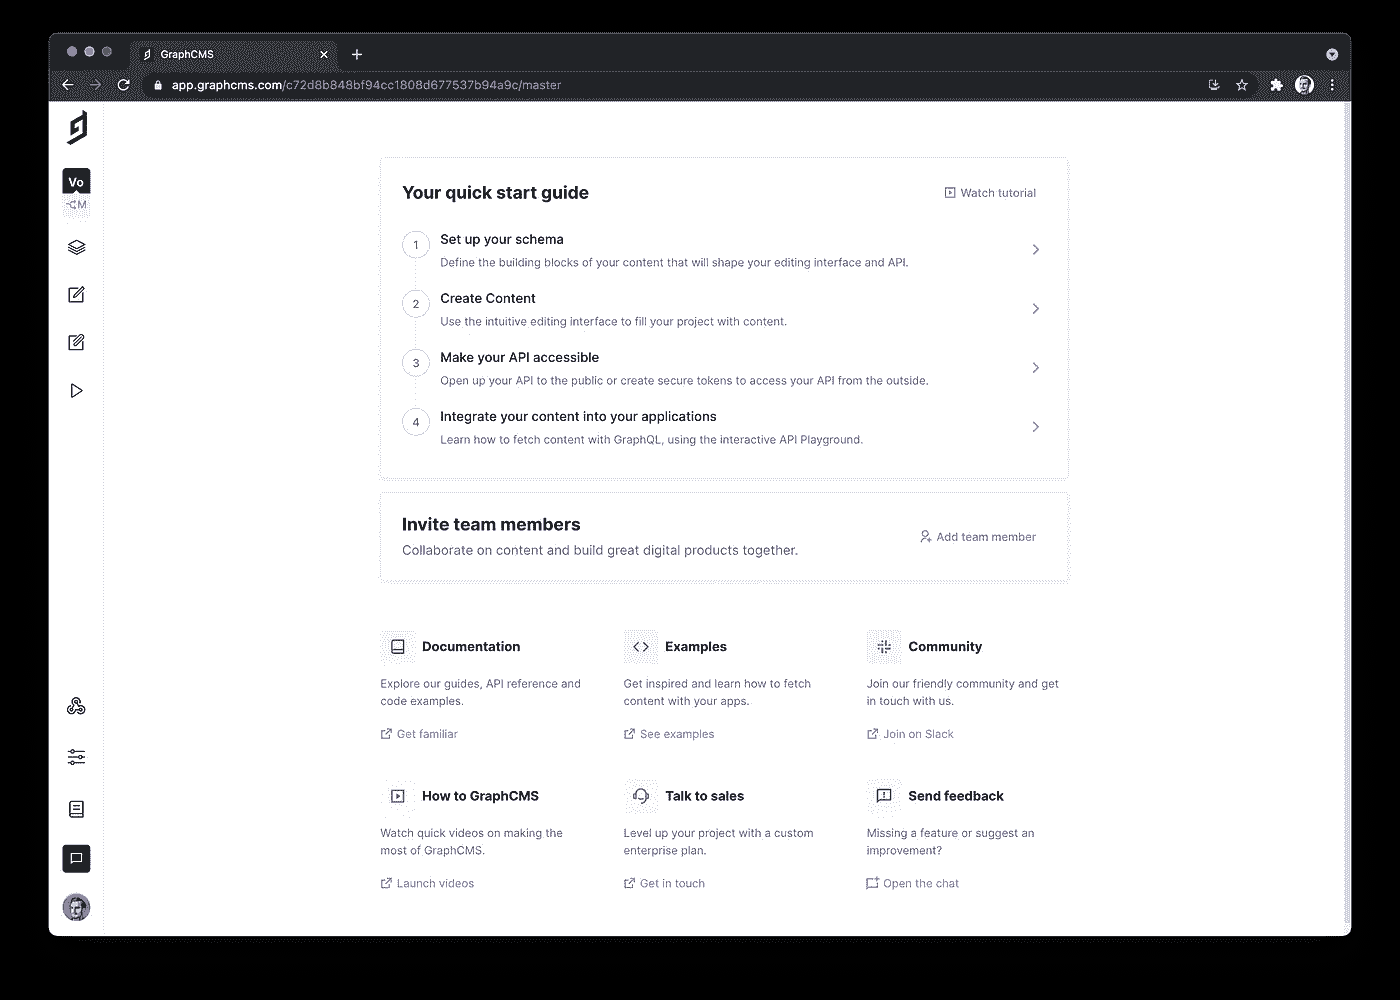 GraphCMS
app.graphcms.com/c72d8b848bf94cc1808d677537b94a9c/master
Vo
M
Your quick start guide
Watch tutorial
1
Set up your schema
Define the building blocks of your content that will shape your editing interface and API.
2
Create Content
Use the intuitive editing interface to fill your project with content.
3
Make your API accessible
Open up your API to the public or create secure tokens to access your API from the outside.
4
Integrate your content into your applications
Learn how to fetch content with GraphQL, using the interactive API Playground.
Invite team members
Collaborate on content and build great digital products together.
Add team member
Documentation
Explore our guides, API reference and
code examples.
Get familiar
Examples
Get inspired and learn how to fetch
content with your apps.
See examples
Community
Join our friendly community and get
in touch with us.
Join on Slack
How to GraphCMS
Watch quick videos on making the
most of GraphCMS.
Launch videos
Talk to sales
Level up your project with a custom
enterprise plan.
Get in touch
Send feedback
Missing a feature or suggest an
improvement?
Open the chat